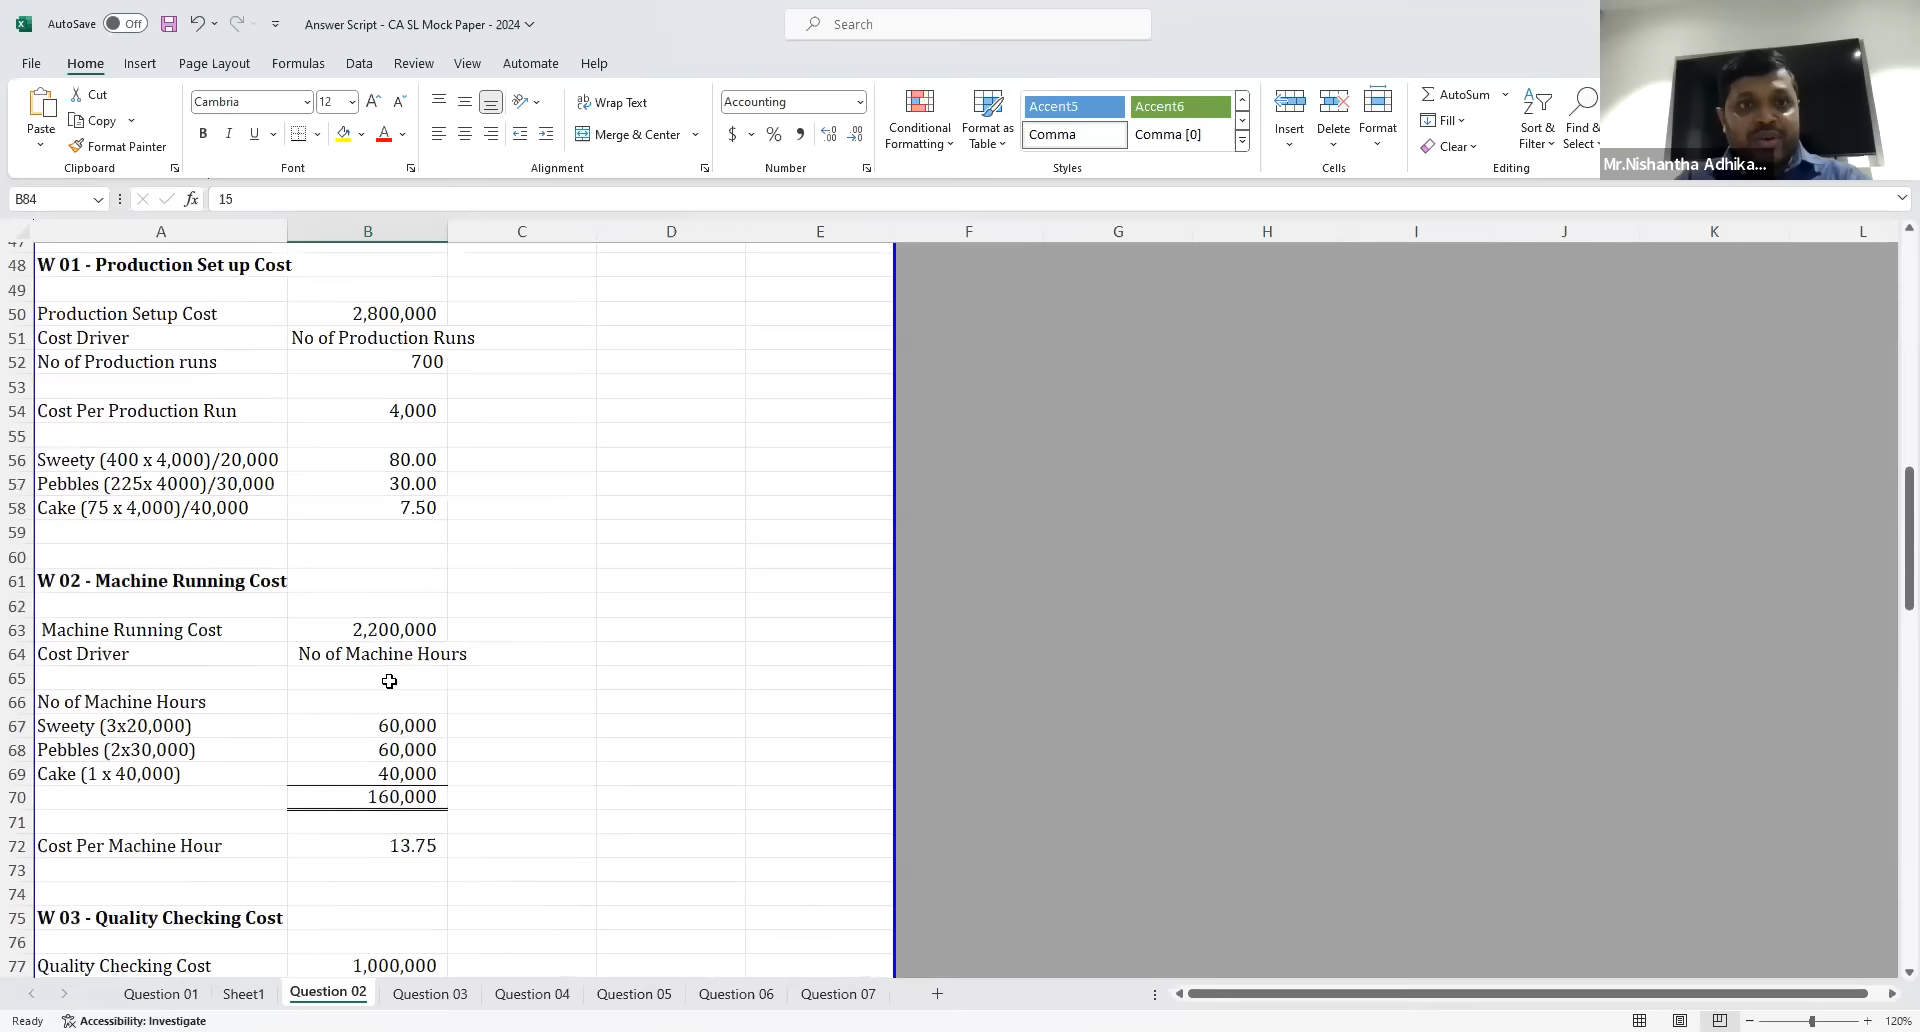 AutoSave Off Answer Script - CA SL Mock Paper - 2024 Search
File Home Insert Page Layout Formulas Data Review View Automate Help
Paste Cut Copy Format Painter Clipboard
Cambria 12 A A B I U A Font
ab Wrap Text Merge & Center Alignment
Accounting $ % Number
Conditional Formatting Format as Table Accent5 Accent6 Comma Comma [0] Styles
Insert Delete Format Cells
AutoSum Fill Clear Sort & Filter Find & Select Editing
Mr.Nishantha Adhika...
B84 fx 15
A B C D E F G H I J K L
48 W 01 - Production Set up Cost
49
50 Production Setup Cost 2,800,000
51 Cost Driver No of Production Runs
52 No of Production runs 700
53
54 Cost Per Production Run 4,000
55
56 Sweety (400 x 4,000)/20,000 80.00
57 Pebbles (225x 4000)/30,000 30.00
58 Cake (75 x 4,000)/40,000 7.50
59
60
61 W 02 - Machine Running Cost
62
63 Machine Running Cost 2,200,000
64 Cost Driver No of Machine Hours
65
66 No of Machine Hours
67 Sweety (3x20,000) 60,000
68 Pebbles (2x30,000) 60,000
69 Cake (1 x 40,000) 40,000
70 160,000
71
72 Cost Per Machine Hour 13.75
73
74
75 W 03 - Quality Checking Cost
76
77 Quality Checking Cost 1,000,000
Question 01 Sheet1 Question 02 Question 03 Question 04 Question 05 Question 06 Question 07
Ready Accessibility: Investigate 120%